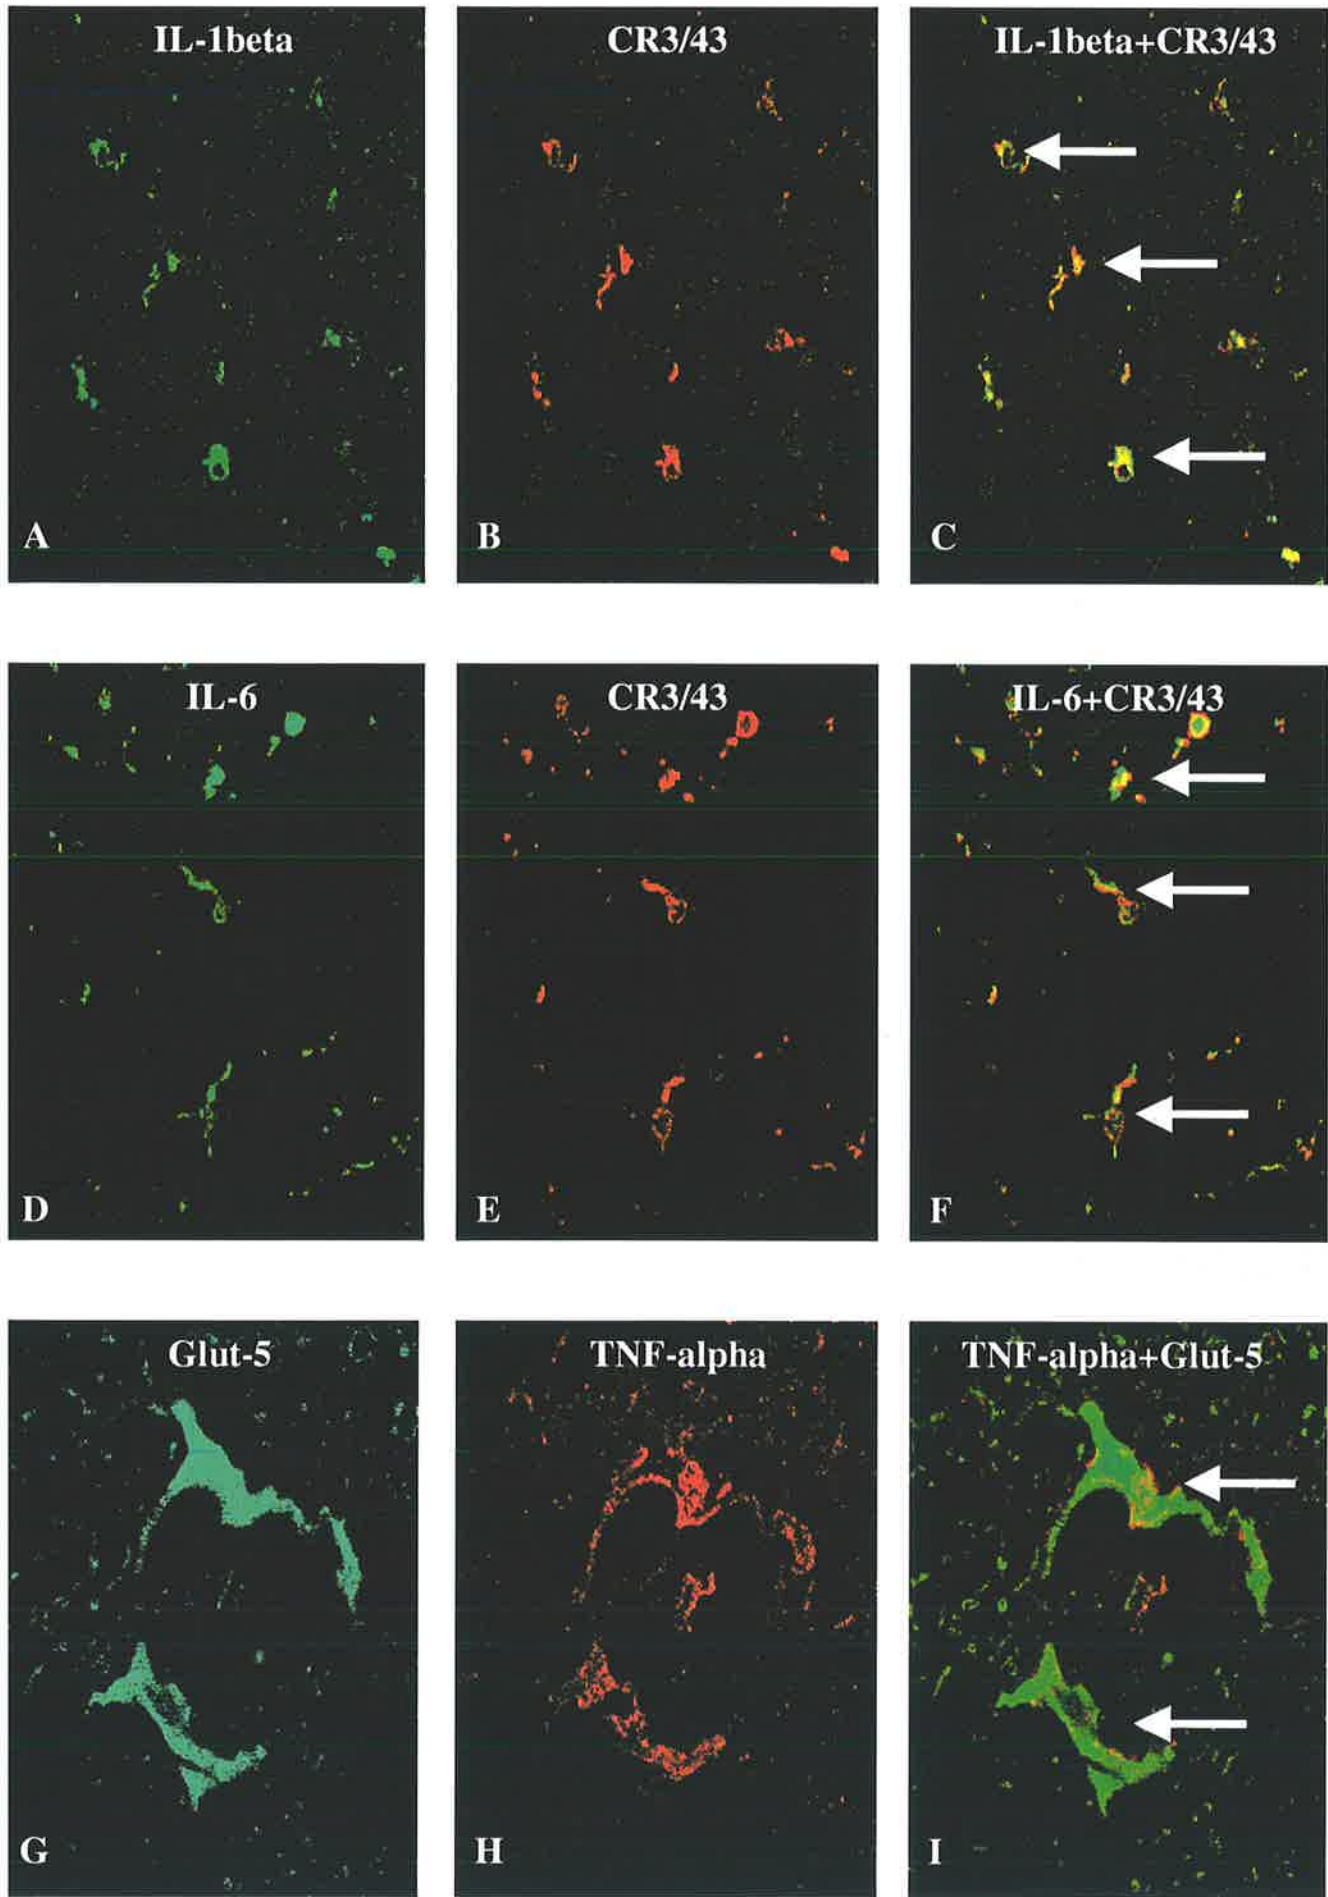 IL-1beta
CR3/43
IL-1beta+CR3/43
A
B
C
IL-6
CR3/43
IL-6+CR3/43
D
E
F
Glut-5
TNF-alpha
TNF-alpha+Glut-5
G
H
I